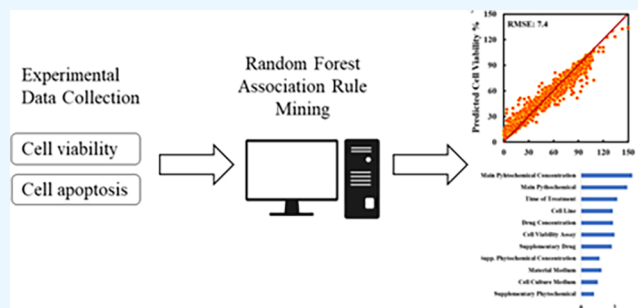 Experimental
Data Collection
Cell viability
Cell apoptosis
Random Forest
Association Rule
Mining
Predicted Cell Viability %
150
120
90
60
30
0
RMSE: 7.4
0 30 60 90 120 150
Main Pyhtochemical Concentration
Main Pythochemical
Time of Treatment
Cell Line
Drug Concentration
Cell Viability Assay
Supplementary Drug
Supp. Phytochemical Concentration
Material Medium
Cell Culture Medium
Supplementary Phytochemical